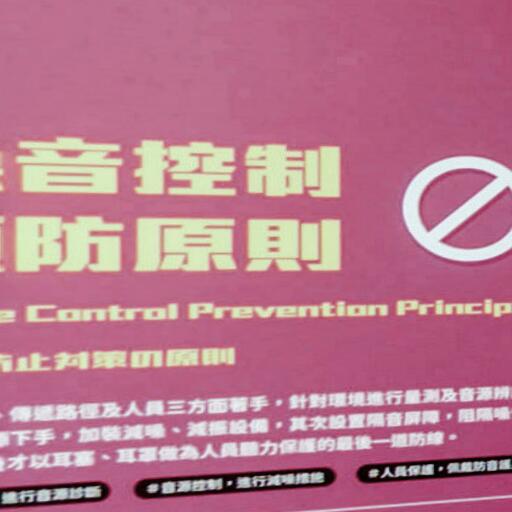 音控制
防原則
e Control Prevention Princip
防止対策の原則
、傳遞路徑及人員三方面著手,針對環境進行量測及音源辨
下手,加裝減噪、減振設備,其次設置隔音屏障,阻隔噪
才以耳塞、耳罩做為人員聽力保護的最後一道防線。
進行音源診斷
#音源控制,進行減噪措施
#人員保護,佩戴防音護